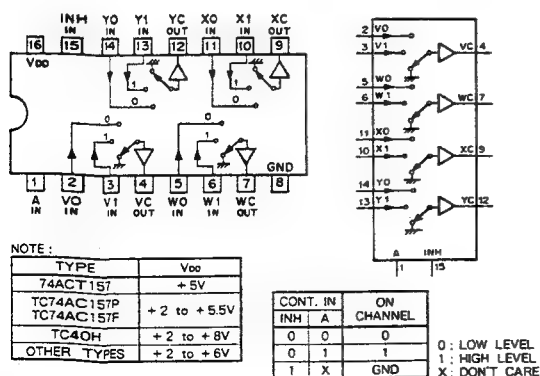 INH Y0 Y1 YC X0 X1 XC
IN IN IN OUT IN IN OUT
16 15 14 13 12 11 10 9
VDD
1 0 1 0
0 1 0 1
GND
1 2 3 4 5 6 7 8
A V0 V1 VC W0 W1 WC
IN IN IN OUT IN IN OUT
2 V0
3 V1
VC 4
5 W0
6 W1
WC 7
11 X0
10 X1
XC 9
14 Y0
13 Y1
YC 12
A INH
1 15
NOTE :
TYPE VDD
74ACT157 +5V
TC74AC157P
TC74AC157F +2 to +5.5V
TC40H +2 to +8V
OTHER TYPES +2 to +6V
CONT. IN ON
INH A CHANNEL
0 0 0
0 1 1
1 X GND
0 : LOW LEVEL
1 : HIGH LEVEL
X : DON'T CARE